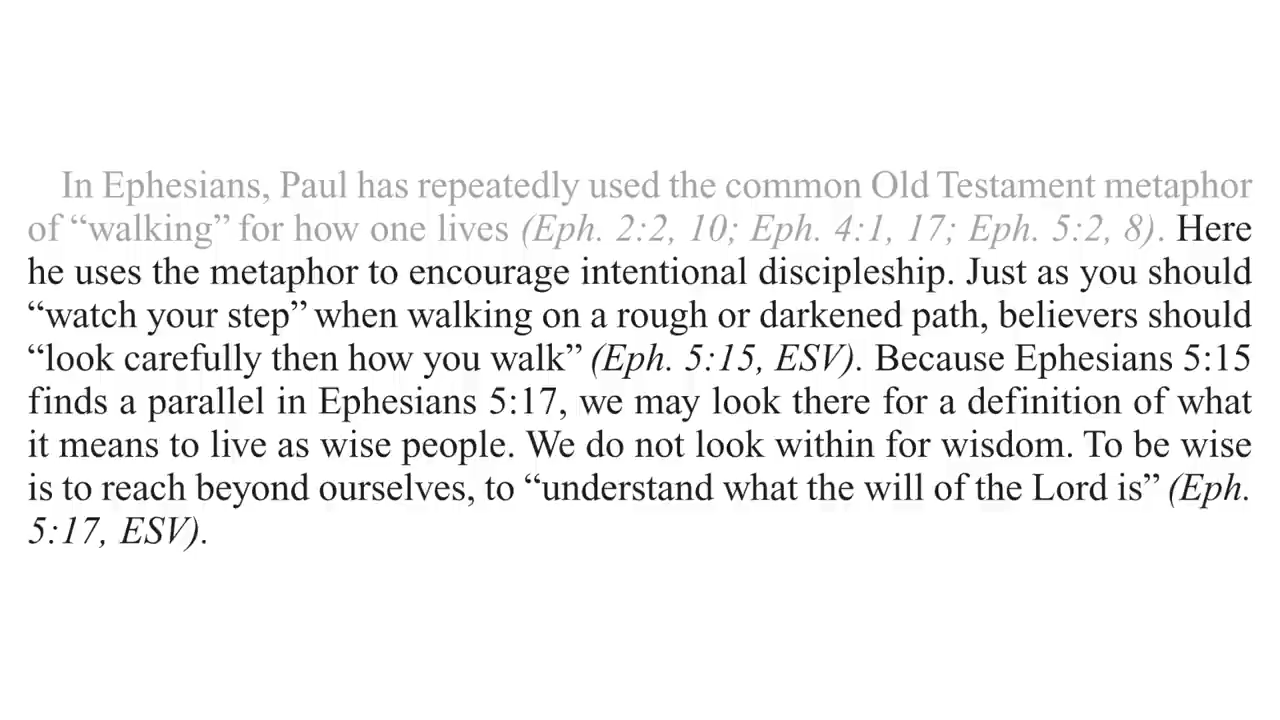 In Ephesians, Paul has repeatedly used the common Old Testament metaphor
of “walking” for how one lives (Eph. 2:2, 10; Eph. 4:1, 17; Eph. 5:2, 8). Here
he uses the metaphor to encourage intentional discipleship. Just as you should
“watch your step” when walking on a rough or darkened path, believers should
“look carefully then how you walk” (Eph. 5:15, ESV). Because Ephesians 5:15
finds a parallel in Ephesians 5:17, we may look there for a definition of what
it means to live as wise people. We do not look within for wisdom. To be wise
is to reach beyond ourselves, to “understand what the will of the Lord is” (Eph.
5:17, ESV).